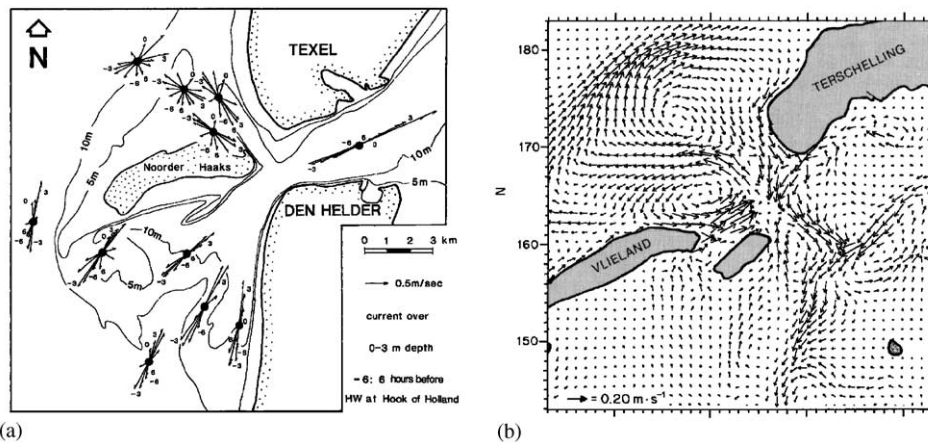 N
TEXEL
10m
5m
Noorder Haaks
10m
5m
10m
5m
DEN HELDER
0 1 2 3 km
0.5m/sec
current over
0-3 m depth
-6: 6 hours before
HW at Hook of Holland
(a)
180
170
N
160
150
TERSCHELLING
VLIELAND
= 0.20 m·s⁻¹
(b)